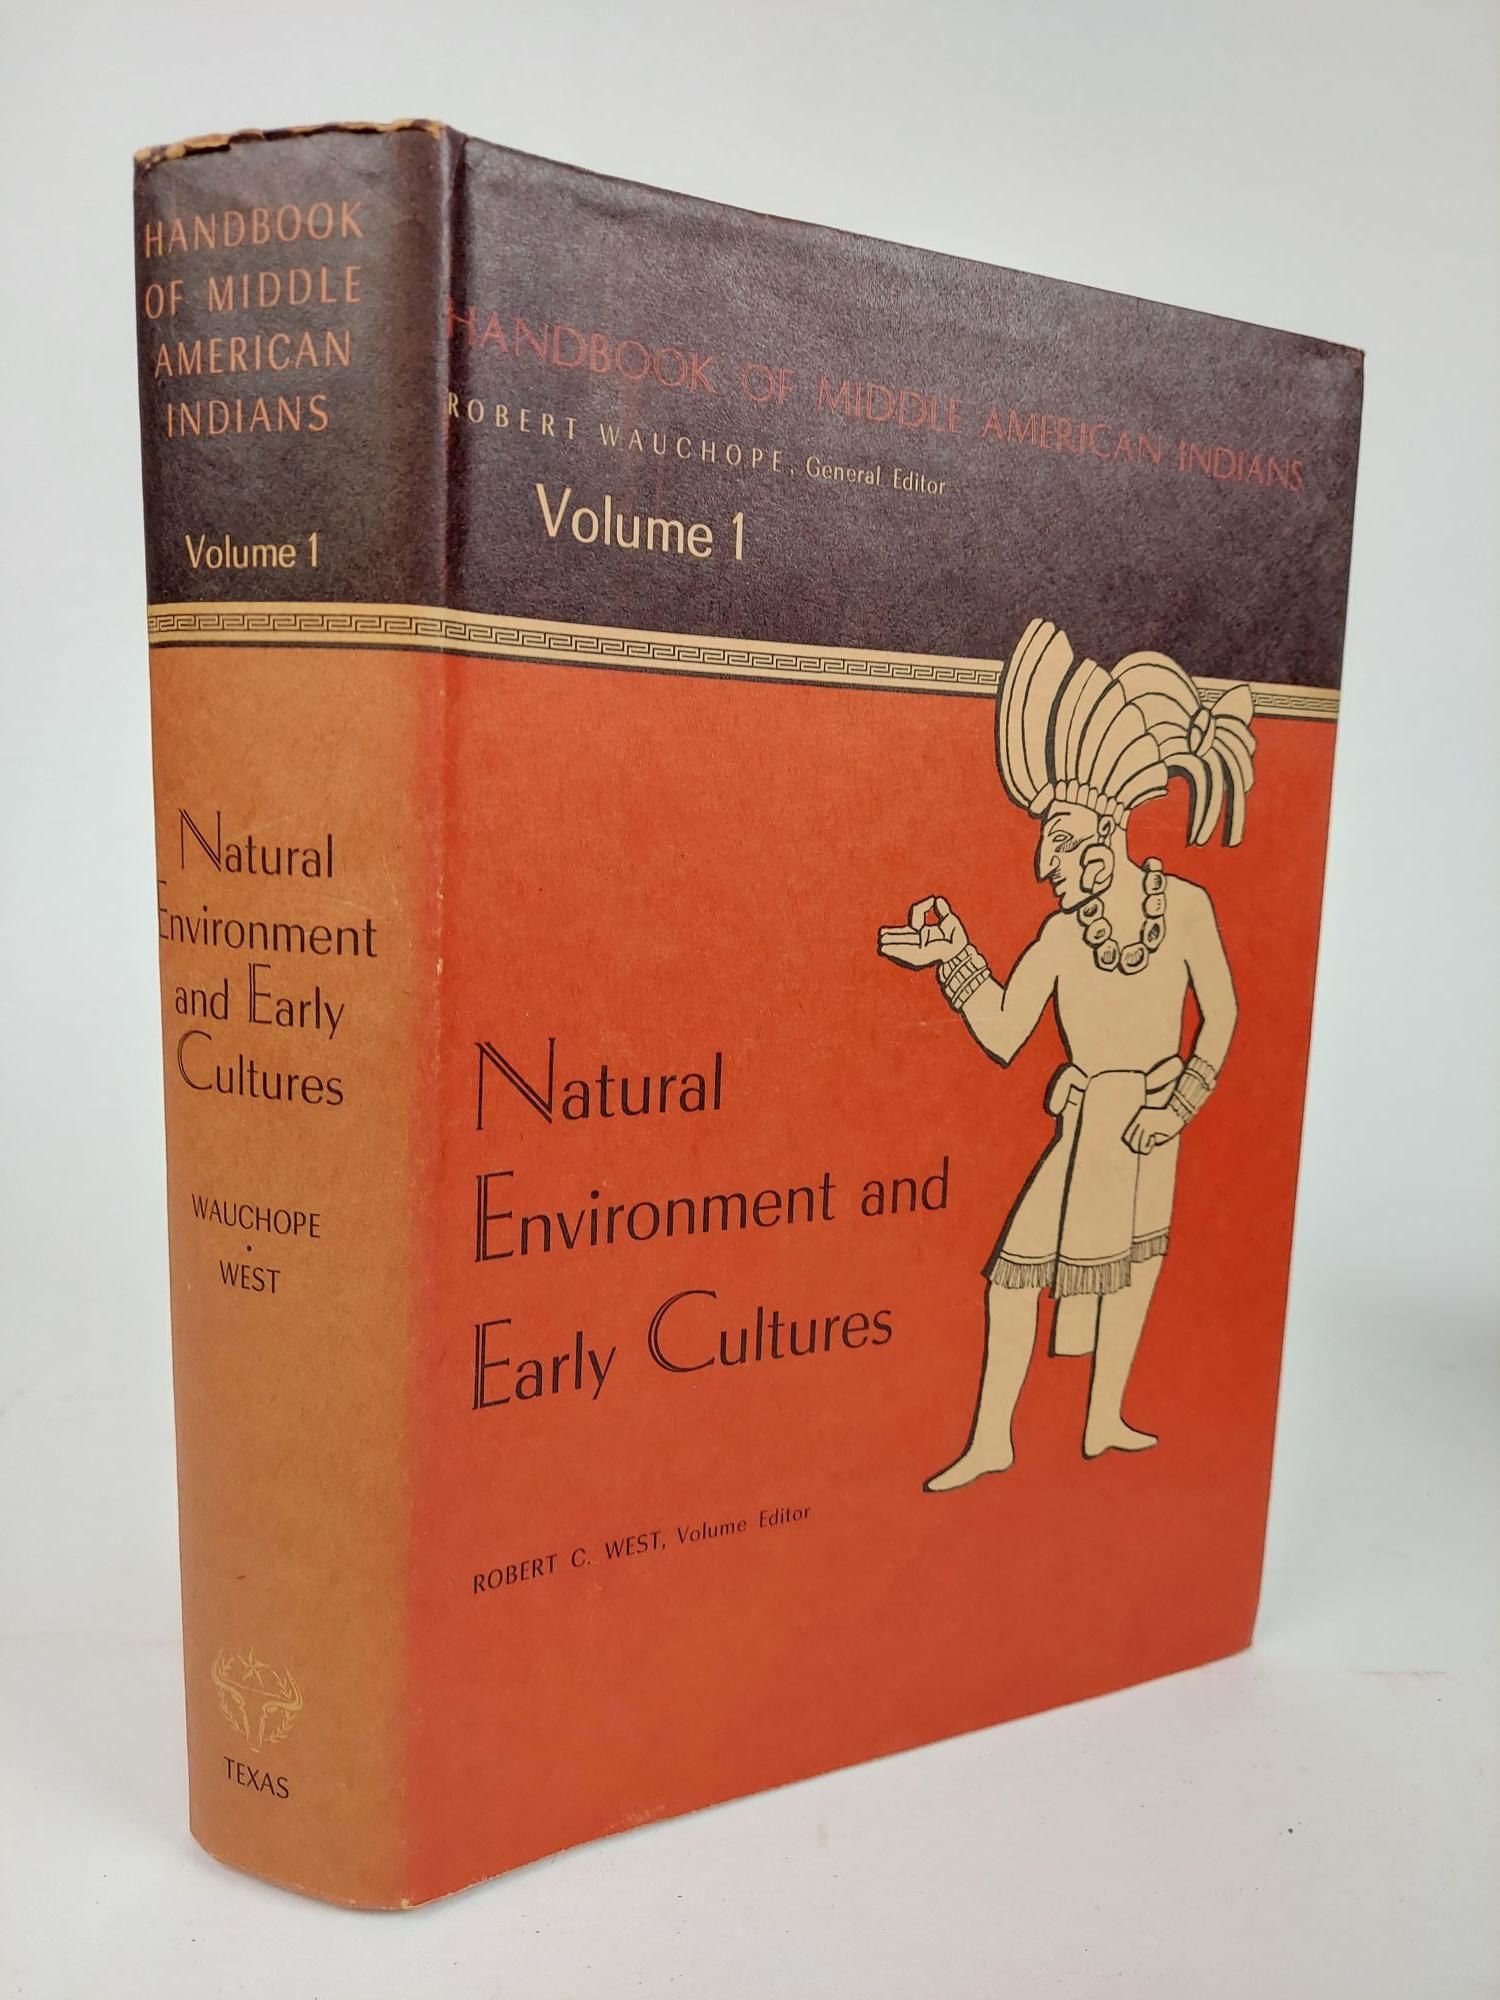 HANDBOOK
OF MIDDLE
AMERICAN
INDIANS
Volume 1
Natural
Environment
and Early
Cultures
WAUCHOPE
·
WEST
TEXAS
HANDBOOK OF MIDDLE AMERICAN INDIANS
ROBERT WAUCHOPE, General Editor
Volume 1
Natural
Environment and
Early Cultures
ROBERT C. WEST, Volume Editor